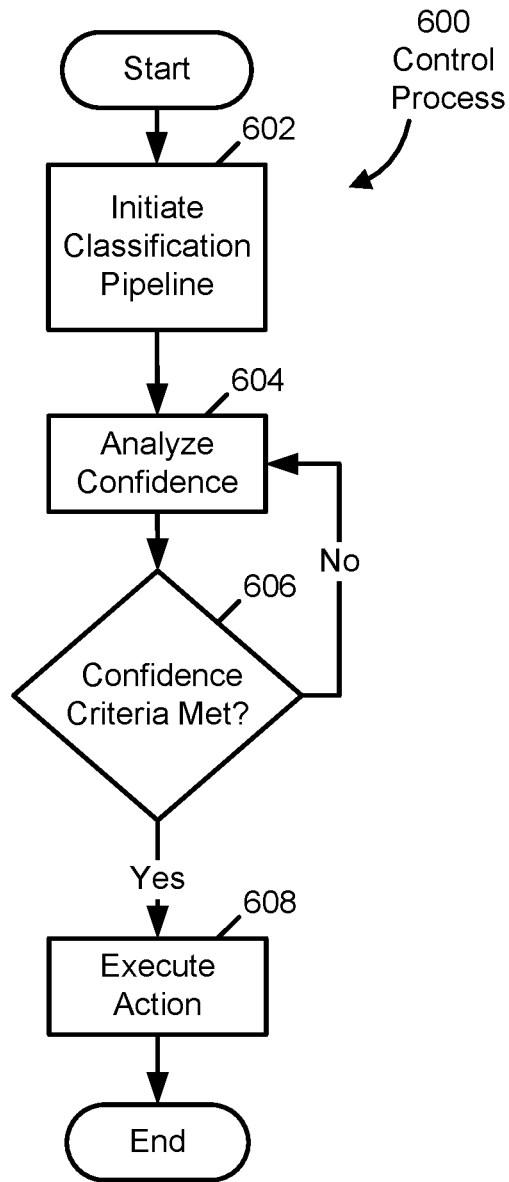 Start
600
Control
Process
602
Initiate
Classification
Pipeline
604
Analyze
Confidence
No
606
Confidence
Criteria Met?
Yes
608
Execute
Action
End